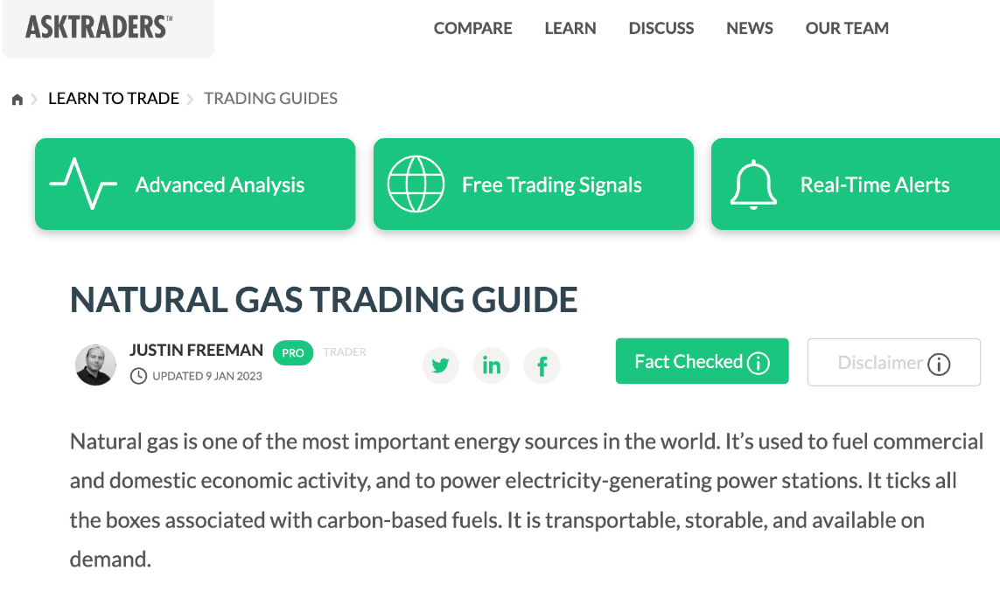 ASKTRADERS™
COMPARE LEARN DISCUSS NEWS OUR TEAM
LEARN TO TRADE TRADING GUIDES
Advanced Analysis Free Trading Signals Real-Time Alerts
NATURAL GAS TRADING GUIDE
JUSTIN FREEMAN PRO TRADER
UPDATED 9 JAN 2023
Fact Checked Disclaimer
Natural gas is one of the most important energy sources in the world. It’s used to fuel commercial
and domestic economic activity, and to power electricity-generating power stations. It ticks all
the boxes associated with carbon-based fuels. It is transportable, storable, and available on
demand.